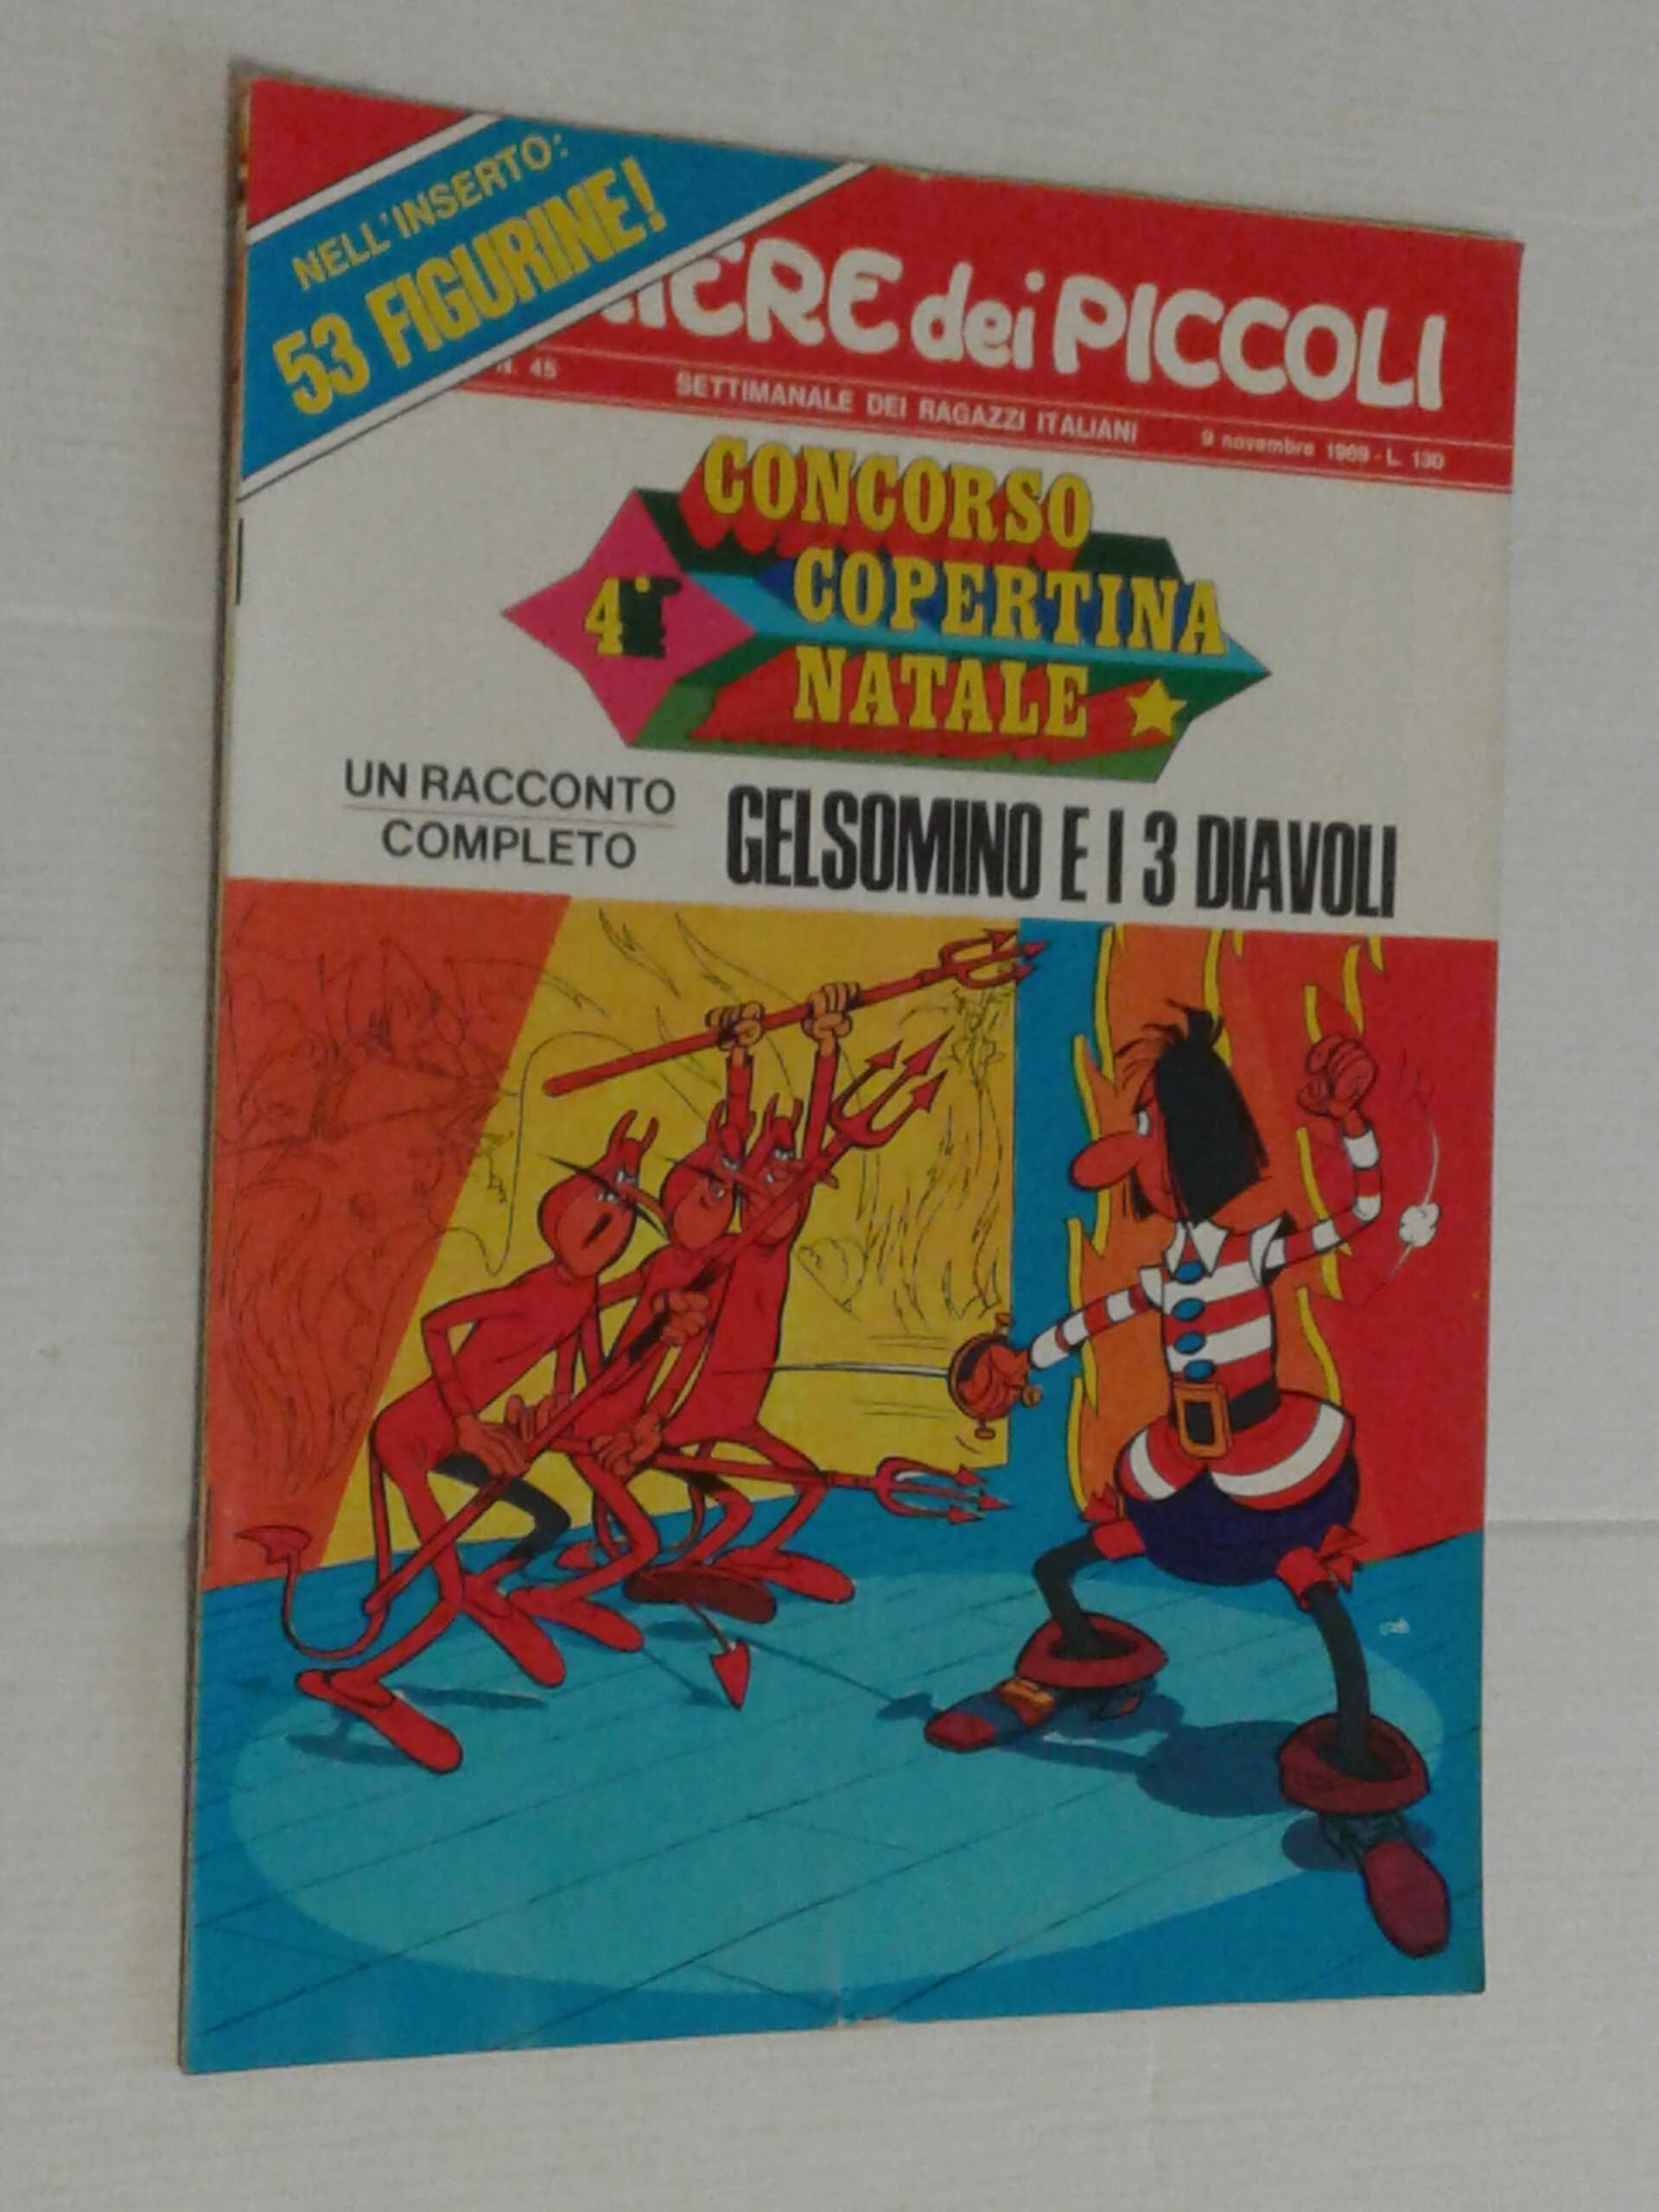 NELL'INSERTO:
53 FIGURINE!
IERE dei PICCOLI
N. 45
SETTIMANALE DEI RAGAZZI ITALIANI
9 novembre 1969 - L. 130
4°
CONCORSO
COPERTINA
NATALE
UN RACCONTO
COMPLETO
GELSOMINO E I 3 DIAVOLI